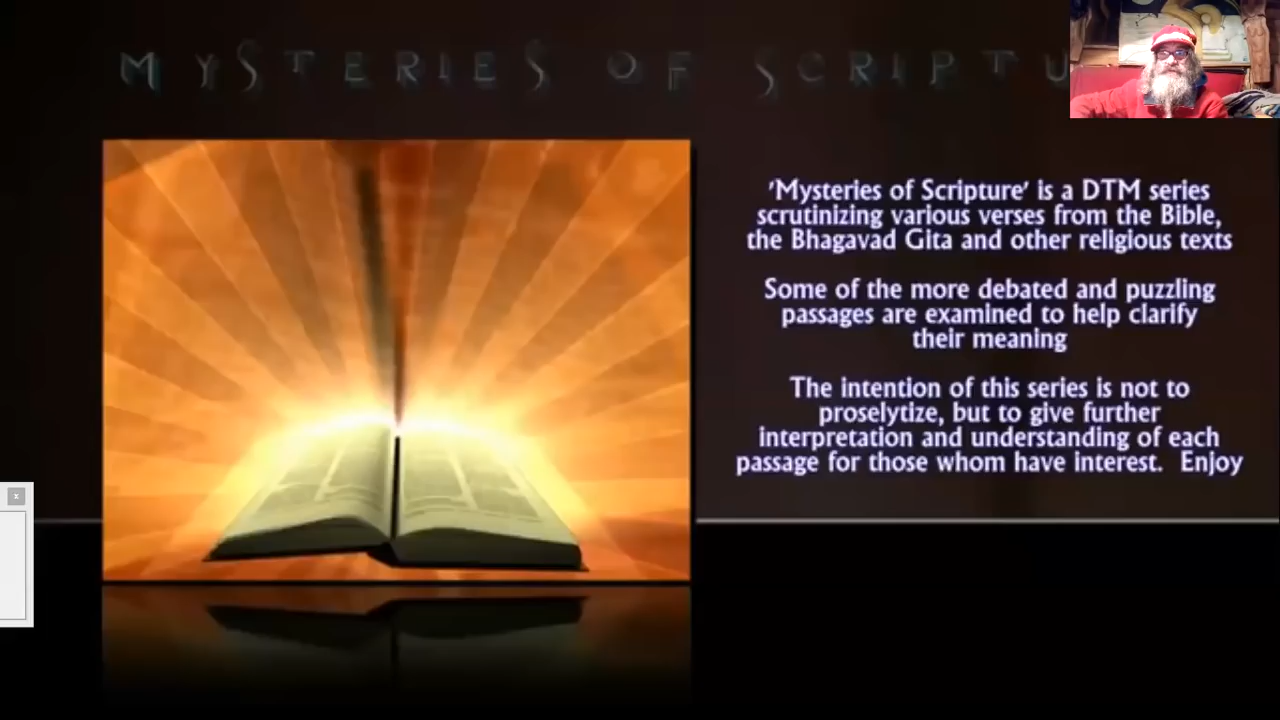 MYSTERIES OF SCRIPTU
'Mysteries of Scripture' is a DTM series
scrutinizing various verses from the Bible,
the Bhagavad Gita and other religious texts
Some of the more debated and puzzling
passages are examined to help clarify
their meaning
The intention of this series is not to
proselytize, but to give further
interpretation and understanding of each
passage for those whom have interest. Enjoy
x